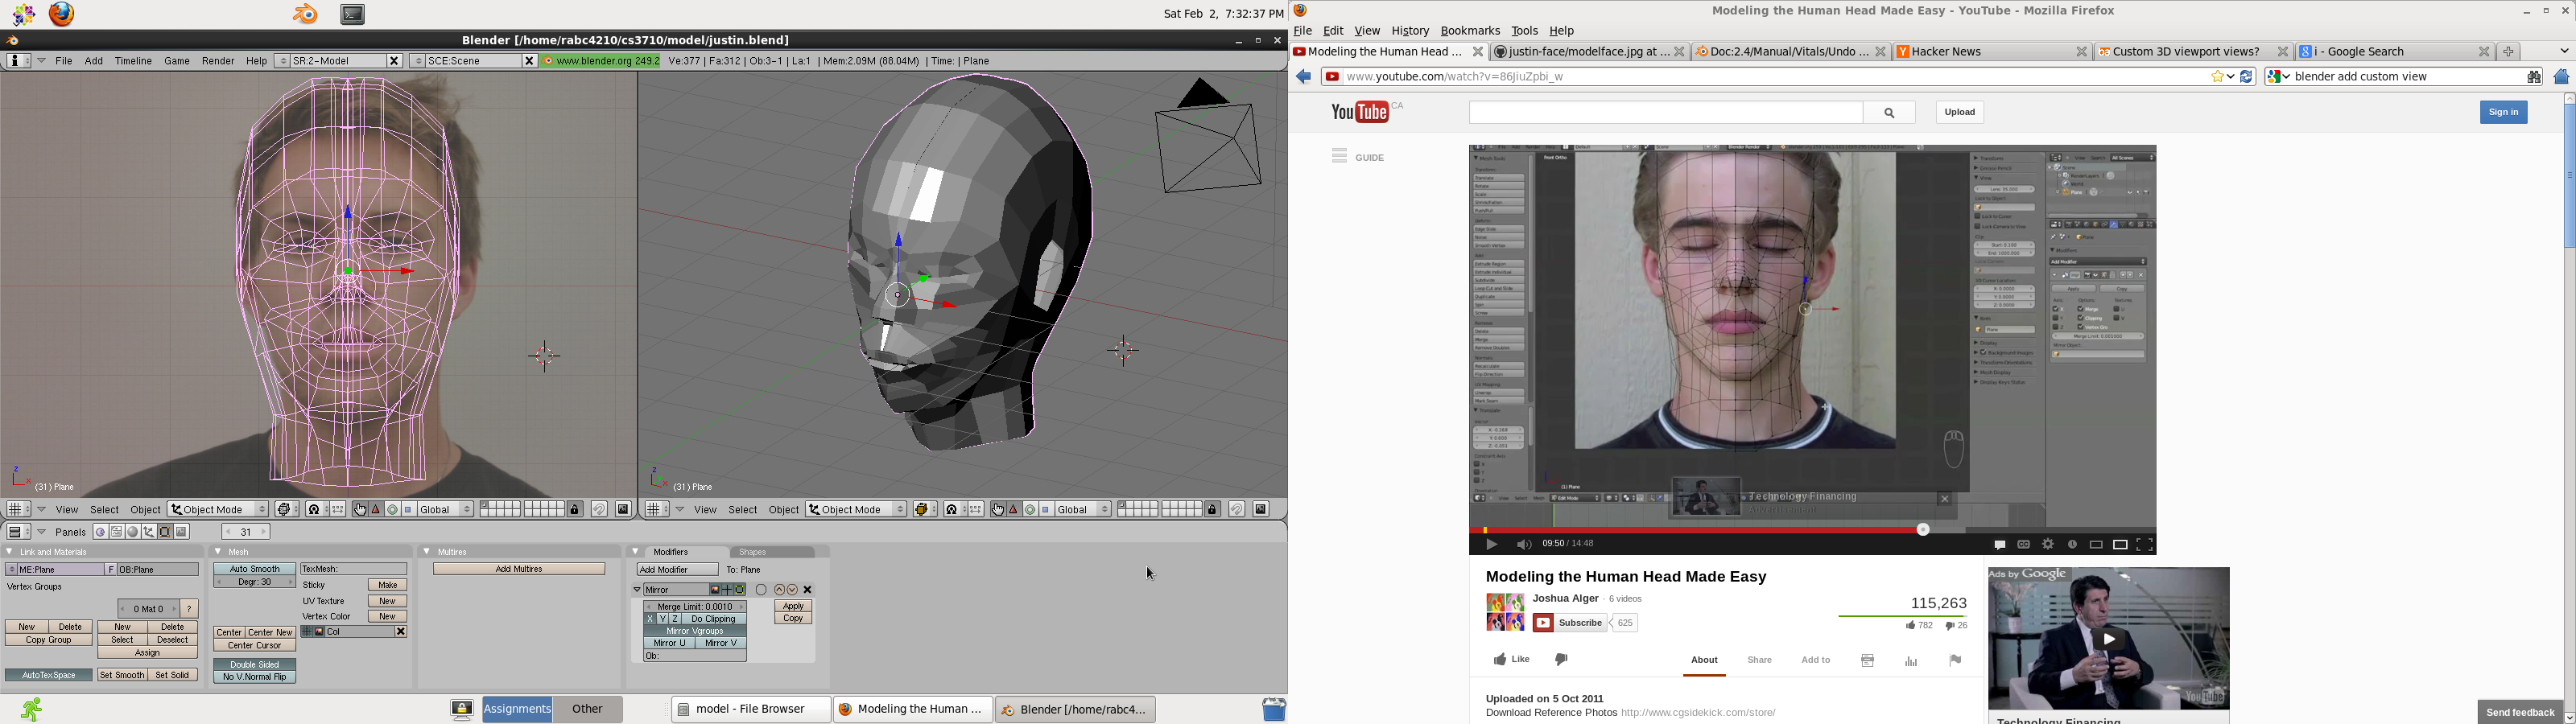 Sat Feb 2, 7:32:37 PM
Blender [/home/rabc4210/cs3710/model/justin.blend]
File Add Timeline Game Render Help SR:2-Model SCE:Scene www.blender.org 249.2 Ve:377 | Fa:312 | Ob:3-1 | La:1 | Mem:2.09M (88.04M) | Time: | Plane
(31) Plane
(31) Plane
View Select Object Object Mode Global
View Select Object Object Mode Global
Panels 31
Link and Materials
ME:Plane F OB:Plane
Vertex Groups
0 Mat 0 ?
New Delete New Delete
Copy Group Select Deselect
Assign
AutoTexSpace Set Smooth Set Solid
Mesh
Auto Smooth TexMesh:
Degr: 30 Sticky Make
UV Texture New
Vertex Color New
Center Center New Col
Center Cursor
Double Sided
No V.Normal Flip
Multires
Add Multires
Modifiers Shapes
Add Modifier To: Plane
Mirror
Merge Limit: 0.0010 Apply
X Y Z Do Clipping Copy
Mirror Vgroups
Mirror U Mirror V
Ob:
Assignments Other model - File Browser Modeling the Human ... Blender [/home/rabc4...
Modeling the Human Head Made Easy - YouTube - Mozilla Firefox
File Edit View History Bookmarks Tools Help
Modeling the Human Head ... justin-face/modelface.jpg at ... Doc:2.4/Manual/Vitals/Undo ... Hacker News Custom 3D viewport views? i - Google Search
www.youtube.com/watch?v=86JiuZpbi_w blender add custom view
YouTube CA Upload Sign in
GUIDE
Technology Financing
Advertisement
09:50 / 14:48
Modeling the Human Head Made Easy
Joshua Alger · 6 videos
Subscribe 625
115,263
782 26
Like About Share Add to
Uploaded on 5 Oct 2011
Download Reference Photos http://www.cgsidekick.com/store/
Ads by Google
YouTube
Technology Financing
Send feedback